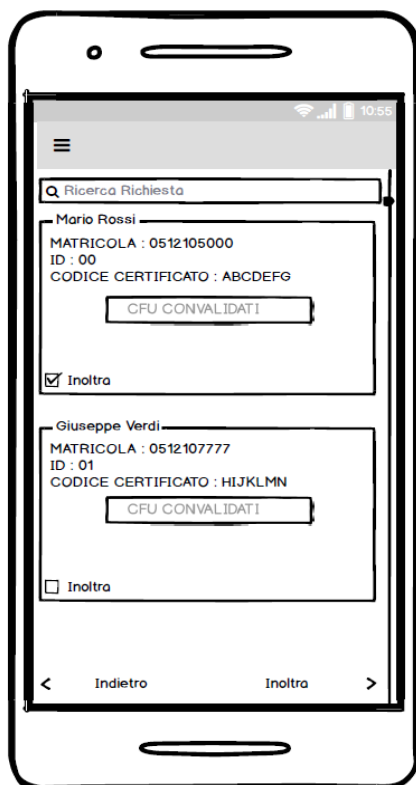 10:55
Ricerca Richiesta
Mario Rossi
MATRICOLA : 0512105000
ID : 00
CODICE CERTIFICATO : ABCDEFG
CFU CONVALIDATI
Inoltra
Giuseppe Verdi
MATRICOLA : 0512107777
ID : 01
CODICE CERTIFICATO : HIJKLMN
CFU CONVALIDATI
Inoltra
< Indietro Inoltra >